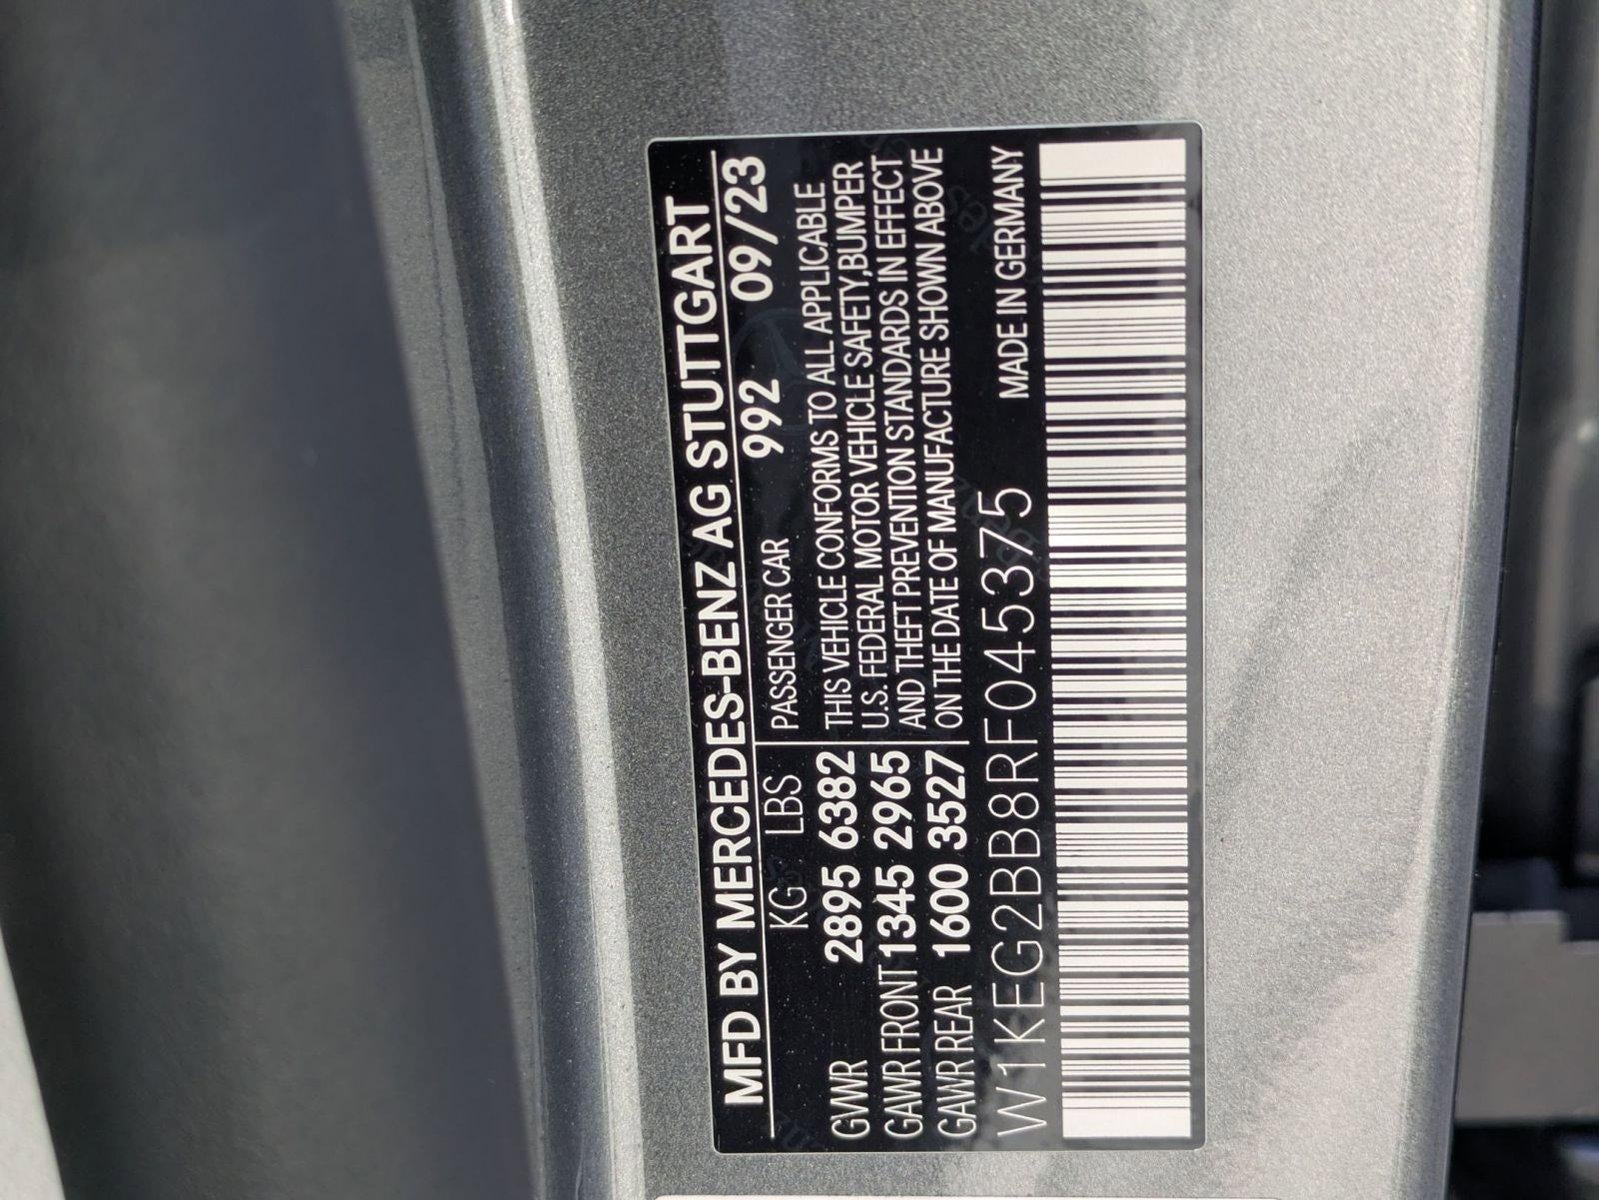 MFD BY MERCEDES-BENZ AG STUTTGART
KG LBS PASSENGER CAR 992 09/23
GVWR 2895 6382 THIS VEHICLE CONFORMS TO ALL APPLICABLE
GAWR FRONT 1345 2965 U.S. FEDERAL MOTOR VEHICLE SAFETY,BUMPER
AND THEFT PREVENTION STANDARDS IN EFFECT
GAWR REAR 1600 3527 ON THE DATE OF MANUFACTURE SHOWN ABOVE
W1KEG2BB8RF045375 MADE IN GERMANY